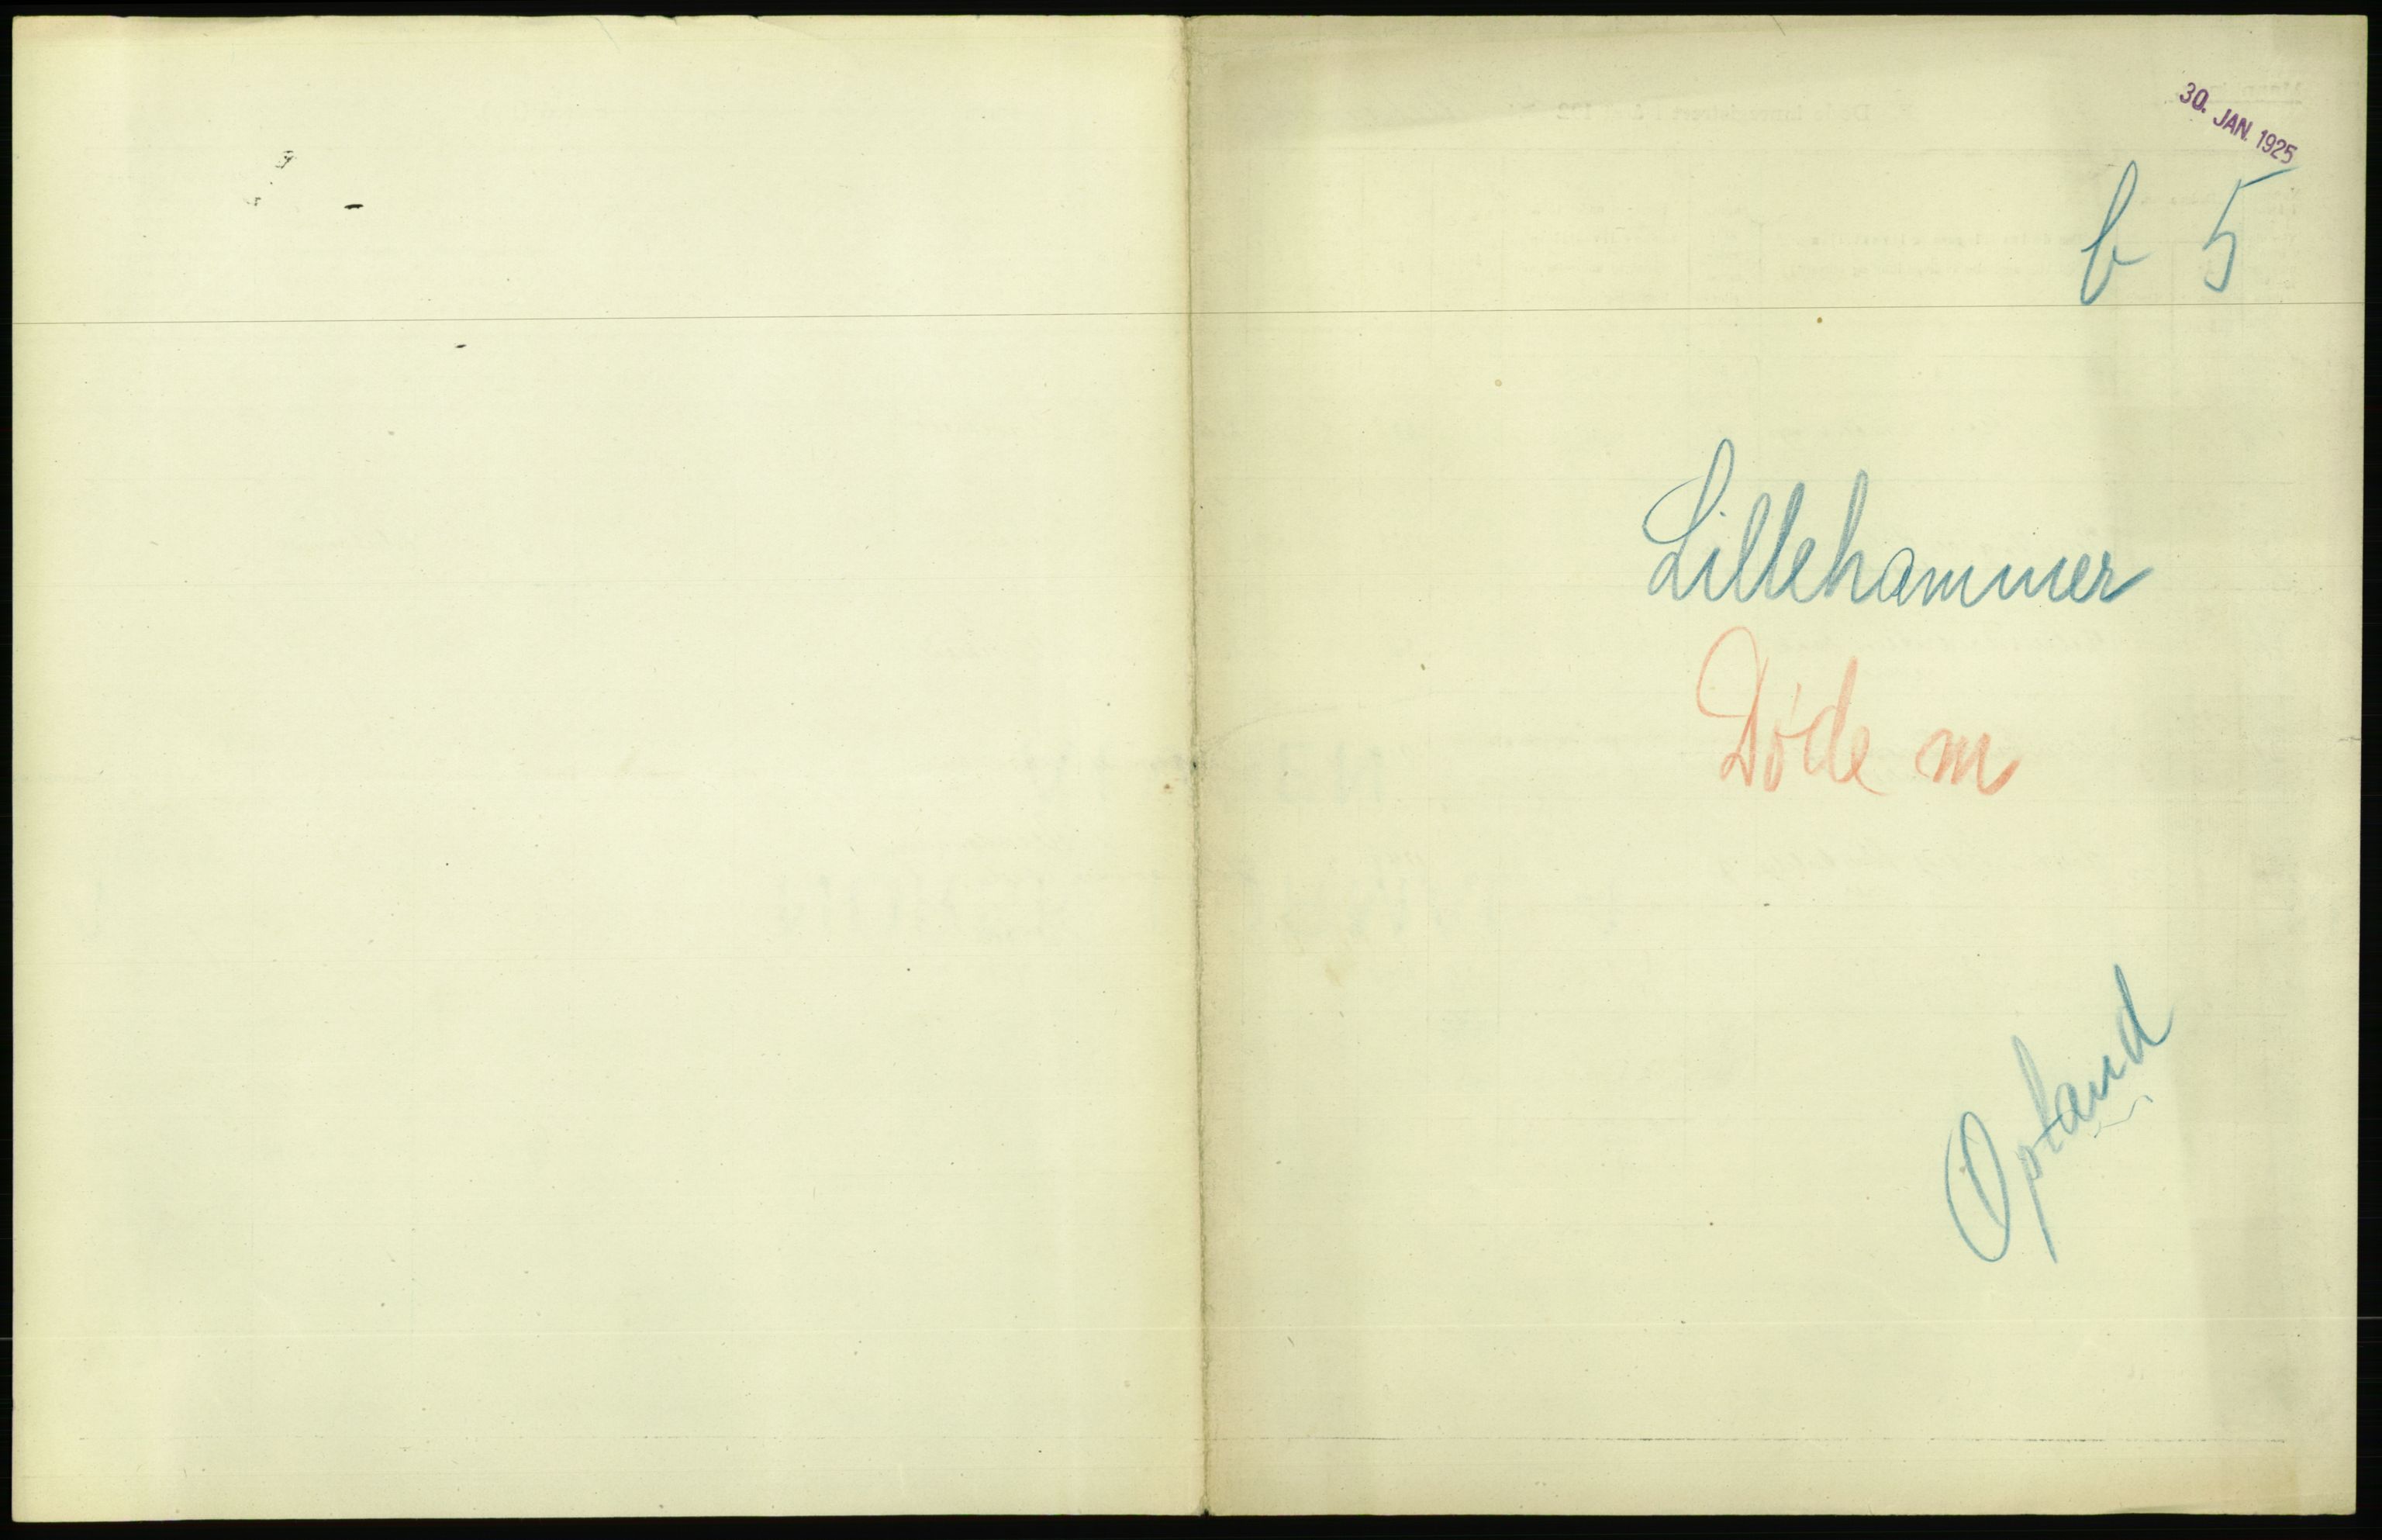 30. JAN. 1925
b 5
Lillehammer
Døde m
Opland